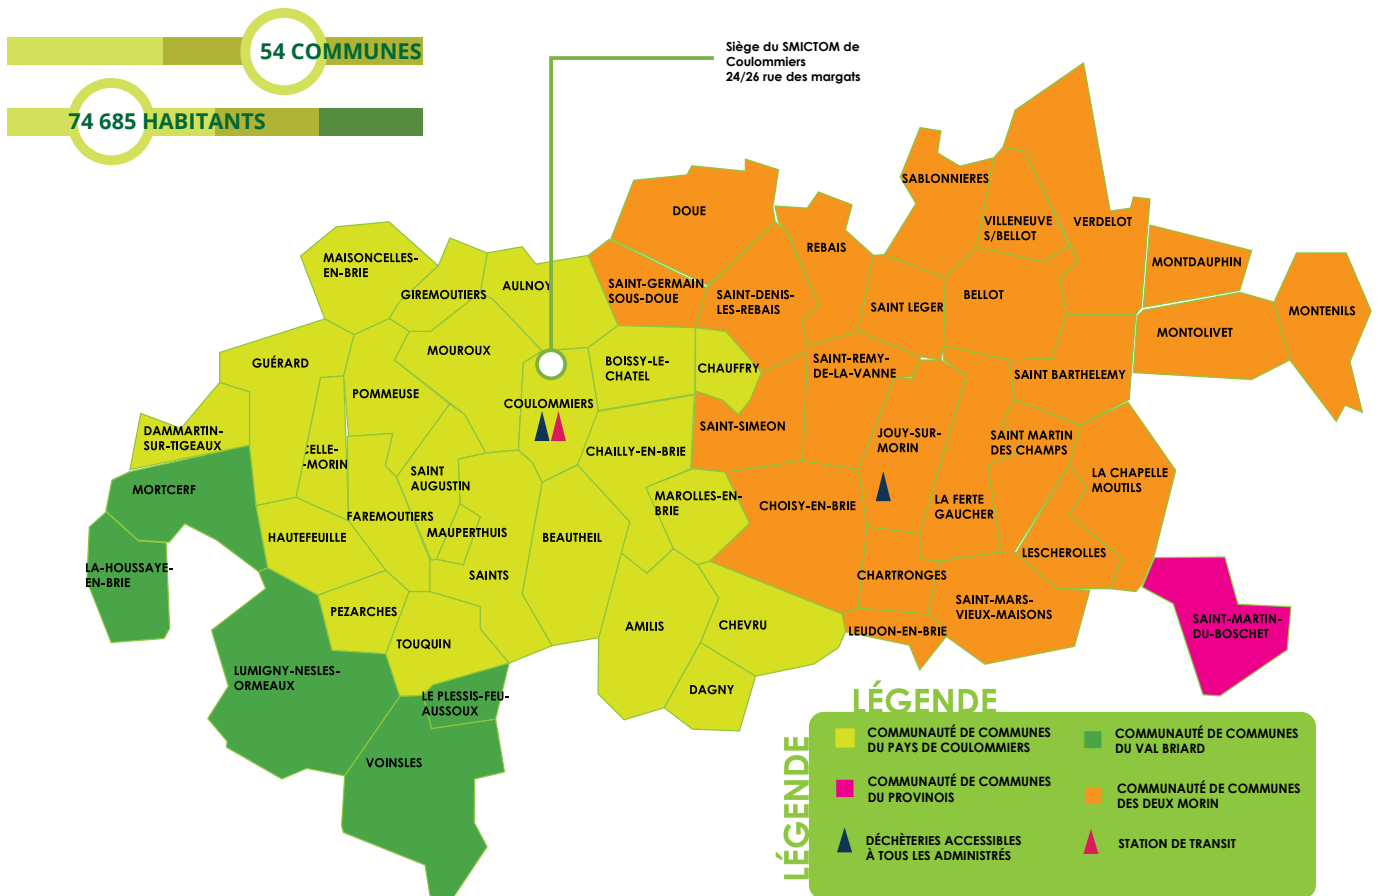 54 COMMUNES
74 685 HABITANTS
Siège du SMICTOM de
Coulommiers
24/26 rue des margats
SABLONNIERES
DOUE
VILLENEUVE
S/BELLOT
VERDELOT
REBAIS
MAISONCELLES-
EN-BRIE
MONTDAUPHIN
GIREMOUTIERS
AULNOY
SAINT-GERMAIN
SOUS-DOUE
SAINT-DENIS-
LES-REBAIS
SAINT LEGER
BELLOT
MONTENILS
MONTOLIVET
GUÉRARD
MOUROUX
BOISSY-LE-
CHATEL
CHAUFFRY
SAINT-REMY-
DE-LA-VANNE
SAINT BARTHELEMY
POMMEUSE
COULOMMIERS
DAMMARTIN-
SUR-TIGEAUX
CELLE-
-MORIN
SAINT
AUGUSTIN
CHAILLY-EN-BRIE
SAINT-SIMEON
JOUY-SUR-
MORIN
SAINT MARTIN
DES CHAMPS
LA CHAPELLE
MOUTILS
MORTCERF
MAROLLES-EN-
BRIE
CHOISY-EN-BRIE
LA FERTE
GAUCHER
FAREMOUTIERS
HAUTEFEUILLE
MAUPERTHUIS
BEAUTHEIL
LESCHEROLLES
LA-HOUSSAYE-
EN-BRIE
SAINTS
CHARTRONGES
PEZARCHES
SAINT-MARS-
VIEUX-MAISONS
SAINT-MARTIN-
DU-BOSCHET
TOUQUIN
AMILIS
CHEVRU
LEUDON-EN-BRIE
LUMIGNY-NESLES-
ORMEAUX
LE PLESSIS-FEU-
AUSSOUX
DAGNY
VOINSLES
LÉGENDE
LÉGENDE
COMMUNAUTÉ DE COMMUNES
DU PAYS DE COULOMMIERS
COMMUNAUTÉ DE COMMUNES
DU VAL BRIARD
COMMUNAUTÉ DE COMMUNES
DU PROVINOIS
COMMUNAUTÉ DE COMMUNES
DES DEUX MORIN
DÉCHÈTERIES ACCESSIBLES
À TOUS LES ADMINISTRÉS
STATION DE TRANSIT